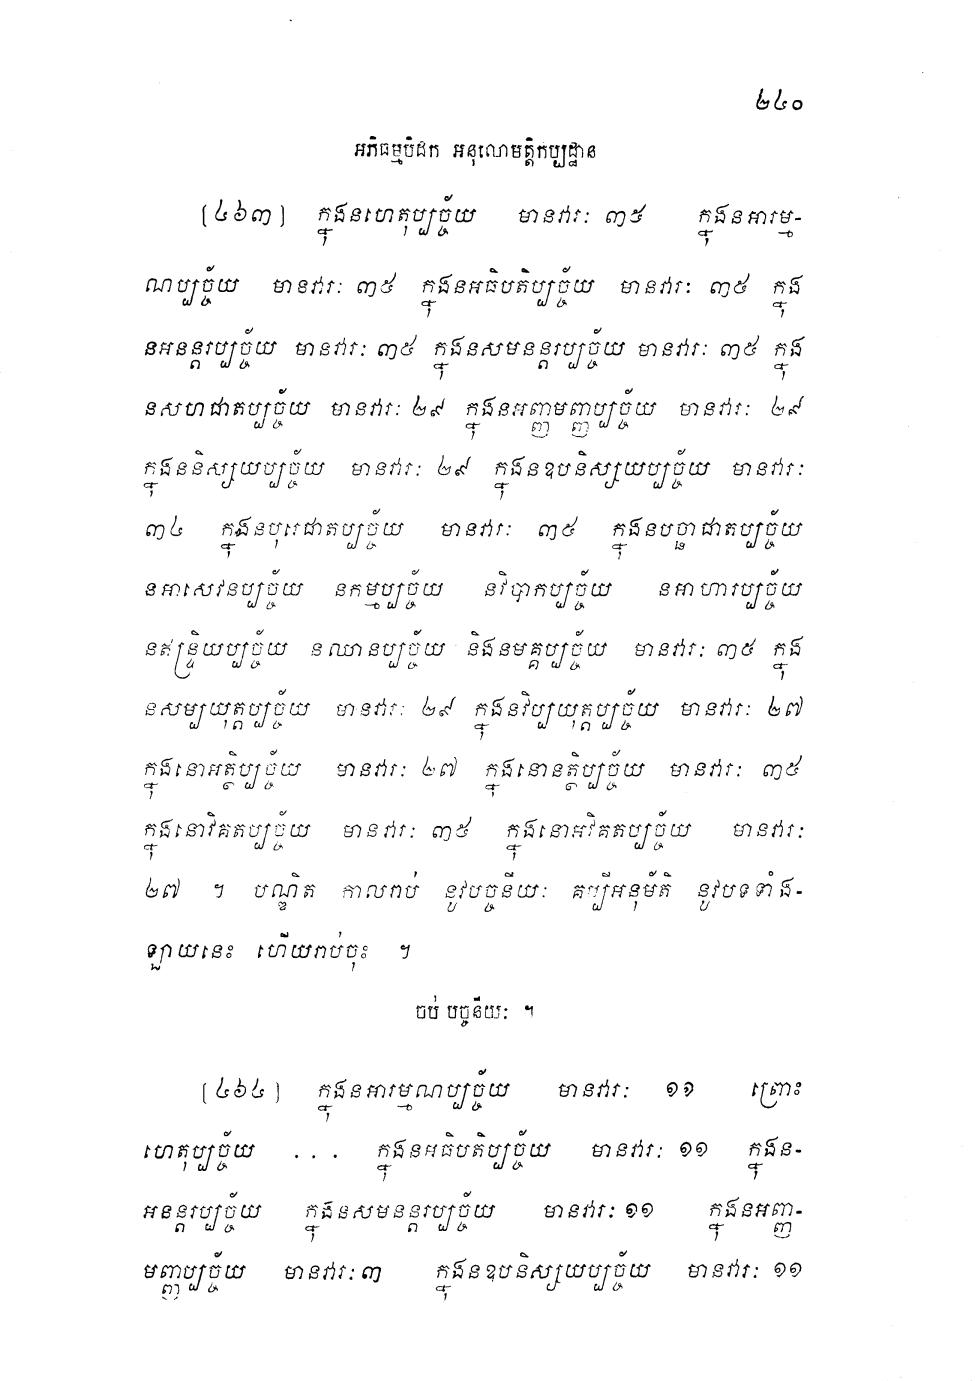 ២៤០
អភិធម្មបិដក អនុលោមត្តិកប្បដ្ឋាន
[៤៦៣] ក្នុងនហេតុប្បច្ច័យ មានវារៈ ៣៥ ក្នុងនអារម្ម-
ណប្បច្ច័យ មានវារៈ ៣៥ ក្នុងនអធិបតិប្បច្ច័យ មានវារៈ ៣៥ ក្នុង
នអនន្តរប្បច្ច័យ មានវារៈ ៣៥ ក្នុងនសមនន្តរប្បច្ច័យ មានវារៈ ៣៥ ក្នុង
នសហជាតប្បច្ច័យ មានវារៈ ២៩ ក្នុងនអញ្ញមញ្ញប្បច្ច័យ មានវារៈ ២៩
ក្នុងននិស្សយប្បច្ច័យ មានវារៈ ២៩ ក្នុងនឧបនិស្សយប្បច្ច័យ មានវារៈ
៣៤ ក្នុងនបុរេជាតប្បច្ច័យ មានវារៈ ៣៥ ក្នុងនបច្ឆាជាតប្បច្ច័យ
នអាសេវនប្បច្ច័យ នកម្មប្បច្ច័យ នវិបាកប្បច្ច័យ នអាហារប្បច្ច័យ
នឥន្ទ្រិយប្បច្ច័យ នឈានប្បច្ច័យ និងនមគ្គប្បច្ច័យ មានវារៈ ៣៥ ក្នុង
នសម្បយុត្តប្បច្ច័យ មានវារៈ ២៩ ក្នុងនវិប្បយុត្តប្បច្ច័យ មានវារៈ ២៧
ក្នុងនោអត្ថិប្បច្ច័យ មានវារៈ ២៧ ក្នុងនោនត្ថិប្បច្ច័យ មានវារៈ ៣៥
ក្នុងនោវិគតប្បច្ច័យ មានវារៈ ៣៥ ក្នុងនោអវិគតប្បច្ច័យ មានវារៈ
២៧ ។ បណ្ឌិត កាលរាប់ នូវបច្ចនីយៈ គប្បីអនុម័តិ នូវបទទាំង-
ឡាយនេះ ហើយរាប់ចុះ ។
ចប់ បច្ចនីយៈ ។
[៤៦៤] ក្នុងនអារម្មណប្បច្ច័យ មានវារៈ ១១ ព្រោះ
ហេតុប្បច្ច័យ ... ក្នុងនអធិបតិប្បច្ច័យ មានវារៈ ១១ ក្នុងន-
អនន្តរប្បច្ច័យ ក្នុងនសមនន្តរប្បច្ច័យ មានវារៈ ១១ ក្នុងនអញ្ញ-
មញ្ញប្បច្ច័យ មានវារៈ ៣ ក្នុងនឧបនិស្សយប្បច្ច័យ មានវារៈ ១១